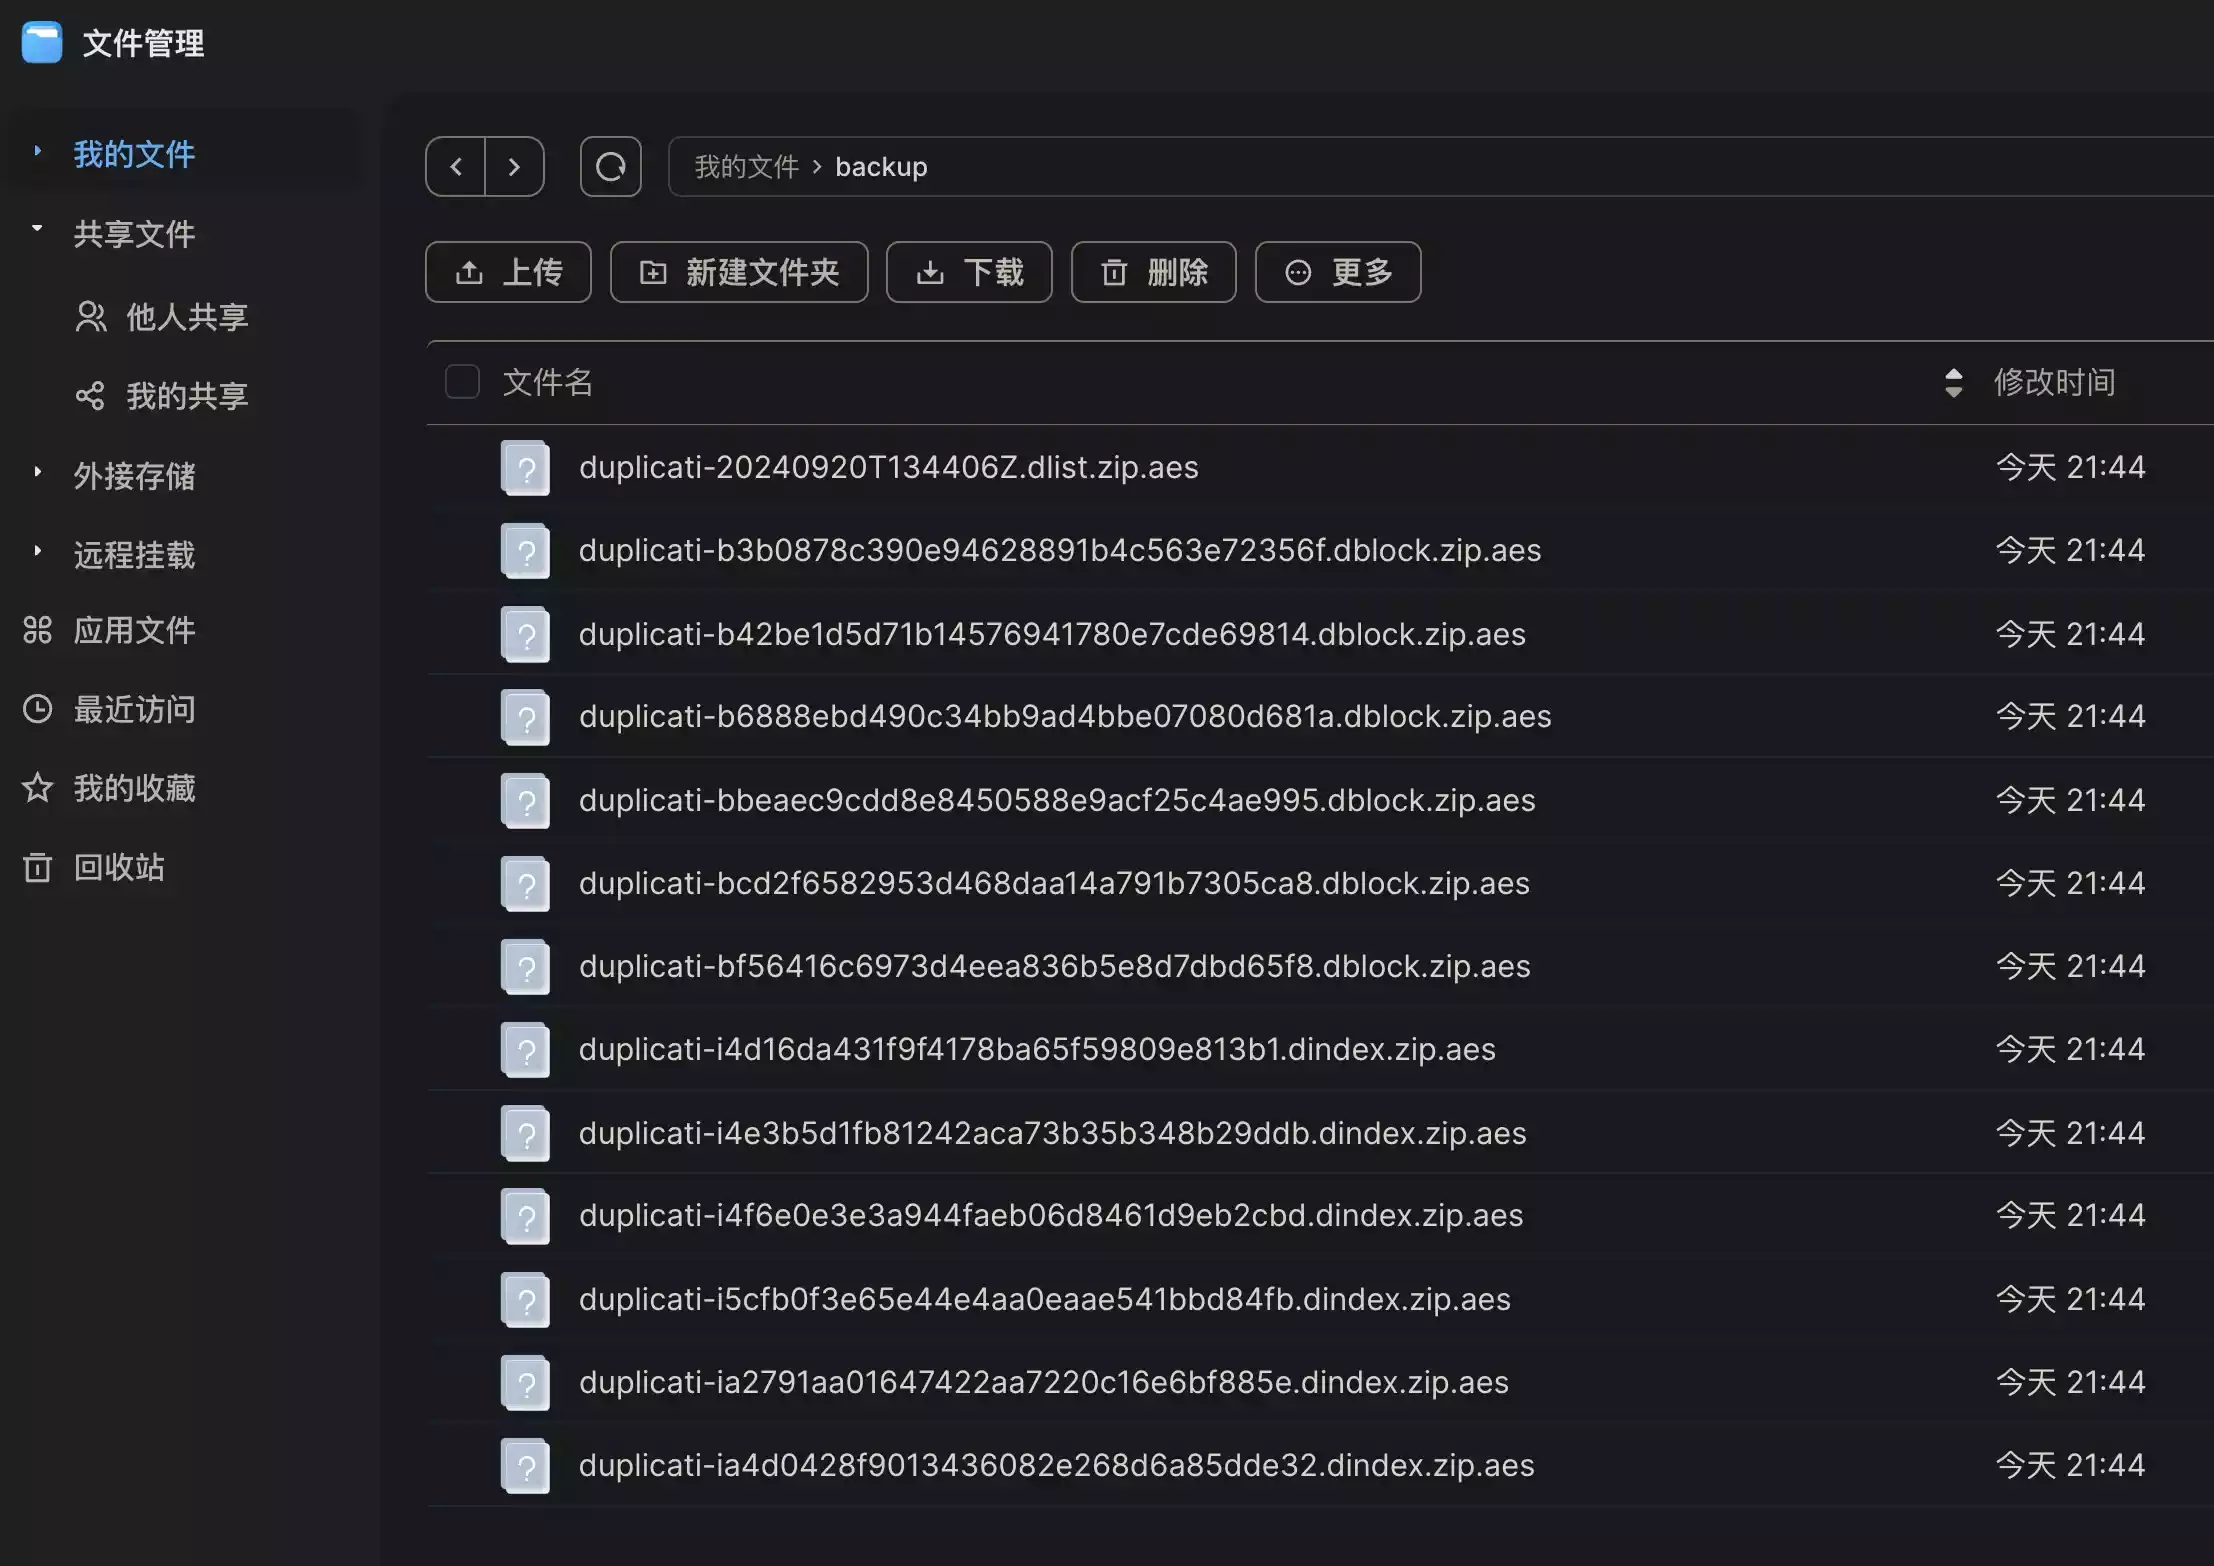 文件管理
我的文件
共享文件
他人共享
我的共享
外接存储
远程挂载
应用文件
最近访问
我的收藏
回收站
我的文件 > backup
上传 新建文件夹 下载 删除 更多
文件名 修改时间
duplicati-20240920T134406Z.dlist.zip.aes 今天 21:44
duplicati-b3b0878c390e94628891b4c563e72356f.dblock.zip.aes 今天 21:44
duplicati-b42be1d5d71b14576941780e7cde69814.dblock.zip.aes 今天 21:44
duplicati-b6888ebd490c34bb9ad4bbe07080d681a.dblock.zip.aes 今天 21:44
duplicati-bbeaec9cdd8e8450588e9acf25c4ae995.dblock.zip.aes 今天 21:44
duplicati-bcd2f6582953d468daa14a791b7305ca8.dblock.zip.aes 今天 21:44
duplicati-bf56416c6973d4eea836b5e8d7dbd65f8.dblock.zip.aes 今天 21:44
duplicati-i4d16da431f9f4178ba65f59809e813b1.dindex.zip.aes 今天 21:44
duplicati-i4e3b5d1fb81242aca73b35b348b29ddb.dindex.zip.aes 今天 21:44
duplicati-i4f6e0e3e3a944faeb06d8461d9eb2cbd.dindex.zip.aes 今天 21:44
duplicati-i5cfb0f3e65e44e4aa0eaae541bbd84fb.dindex.zip.aes 今天 21:44
duplicati-ia2791aa01647422aa7220c16e6bf885e.dindex.zip.aes 今天 21:44
duplicati-ia4d0428f9013436082e268d6a85dde32.dindex.zip.aes 今天 21:44